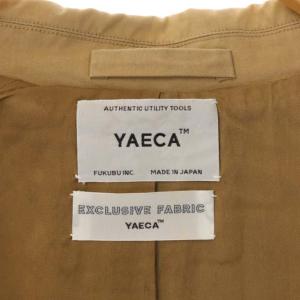 AUTHENTIC UTILITY TOOLS
YAECA™
FUKUBU INC. MADE IN JAPAN
EXCLUSIVE FABRIC
YAECA™